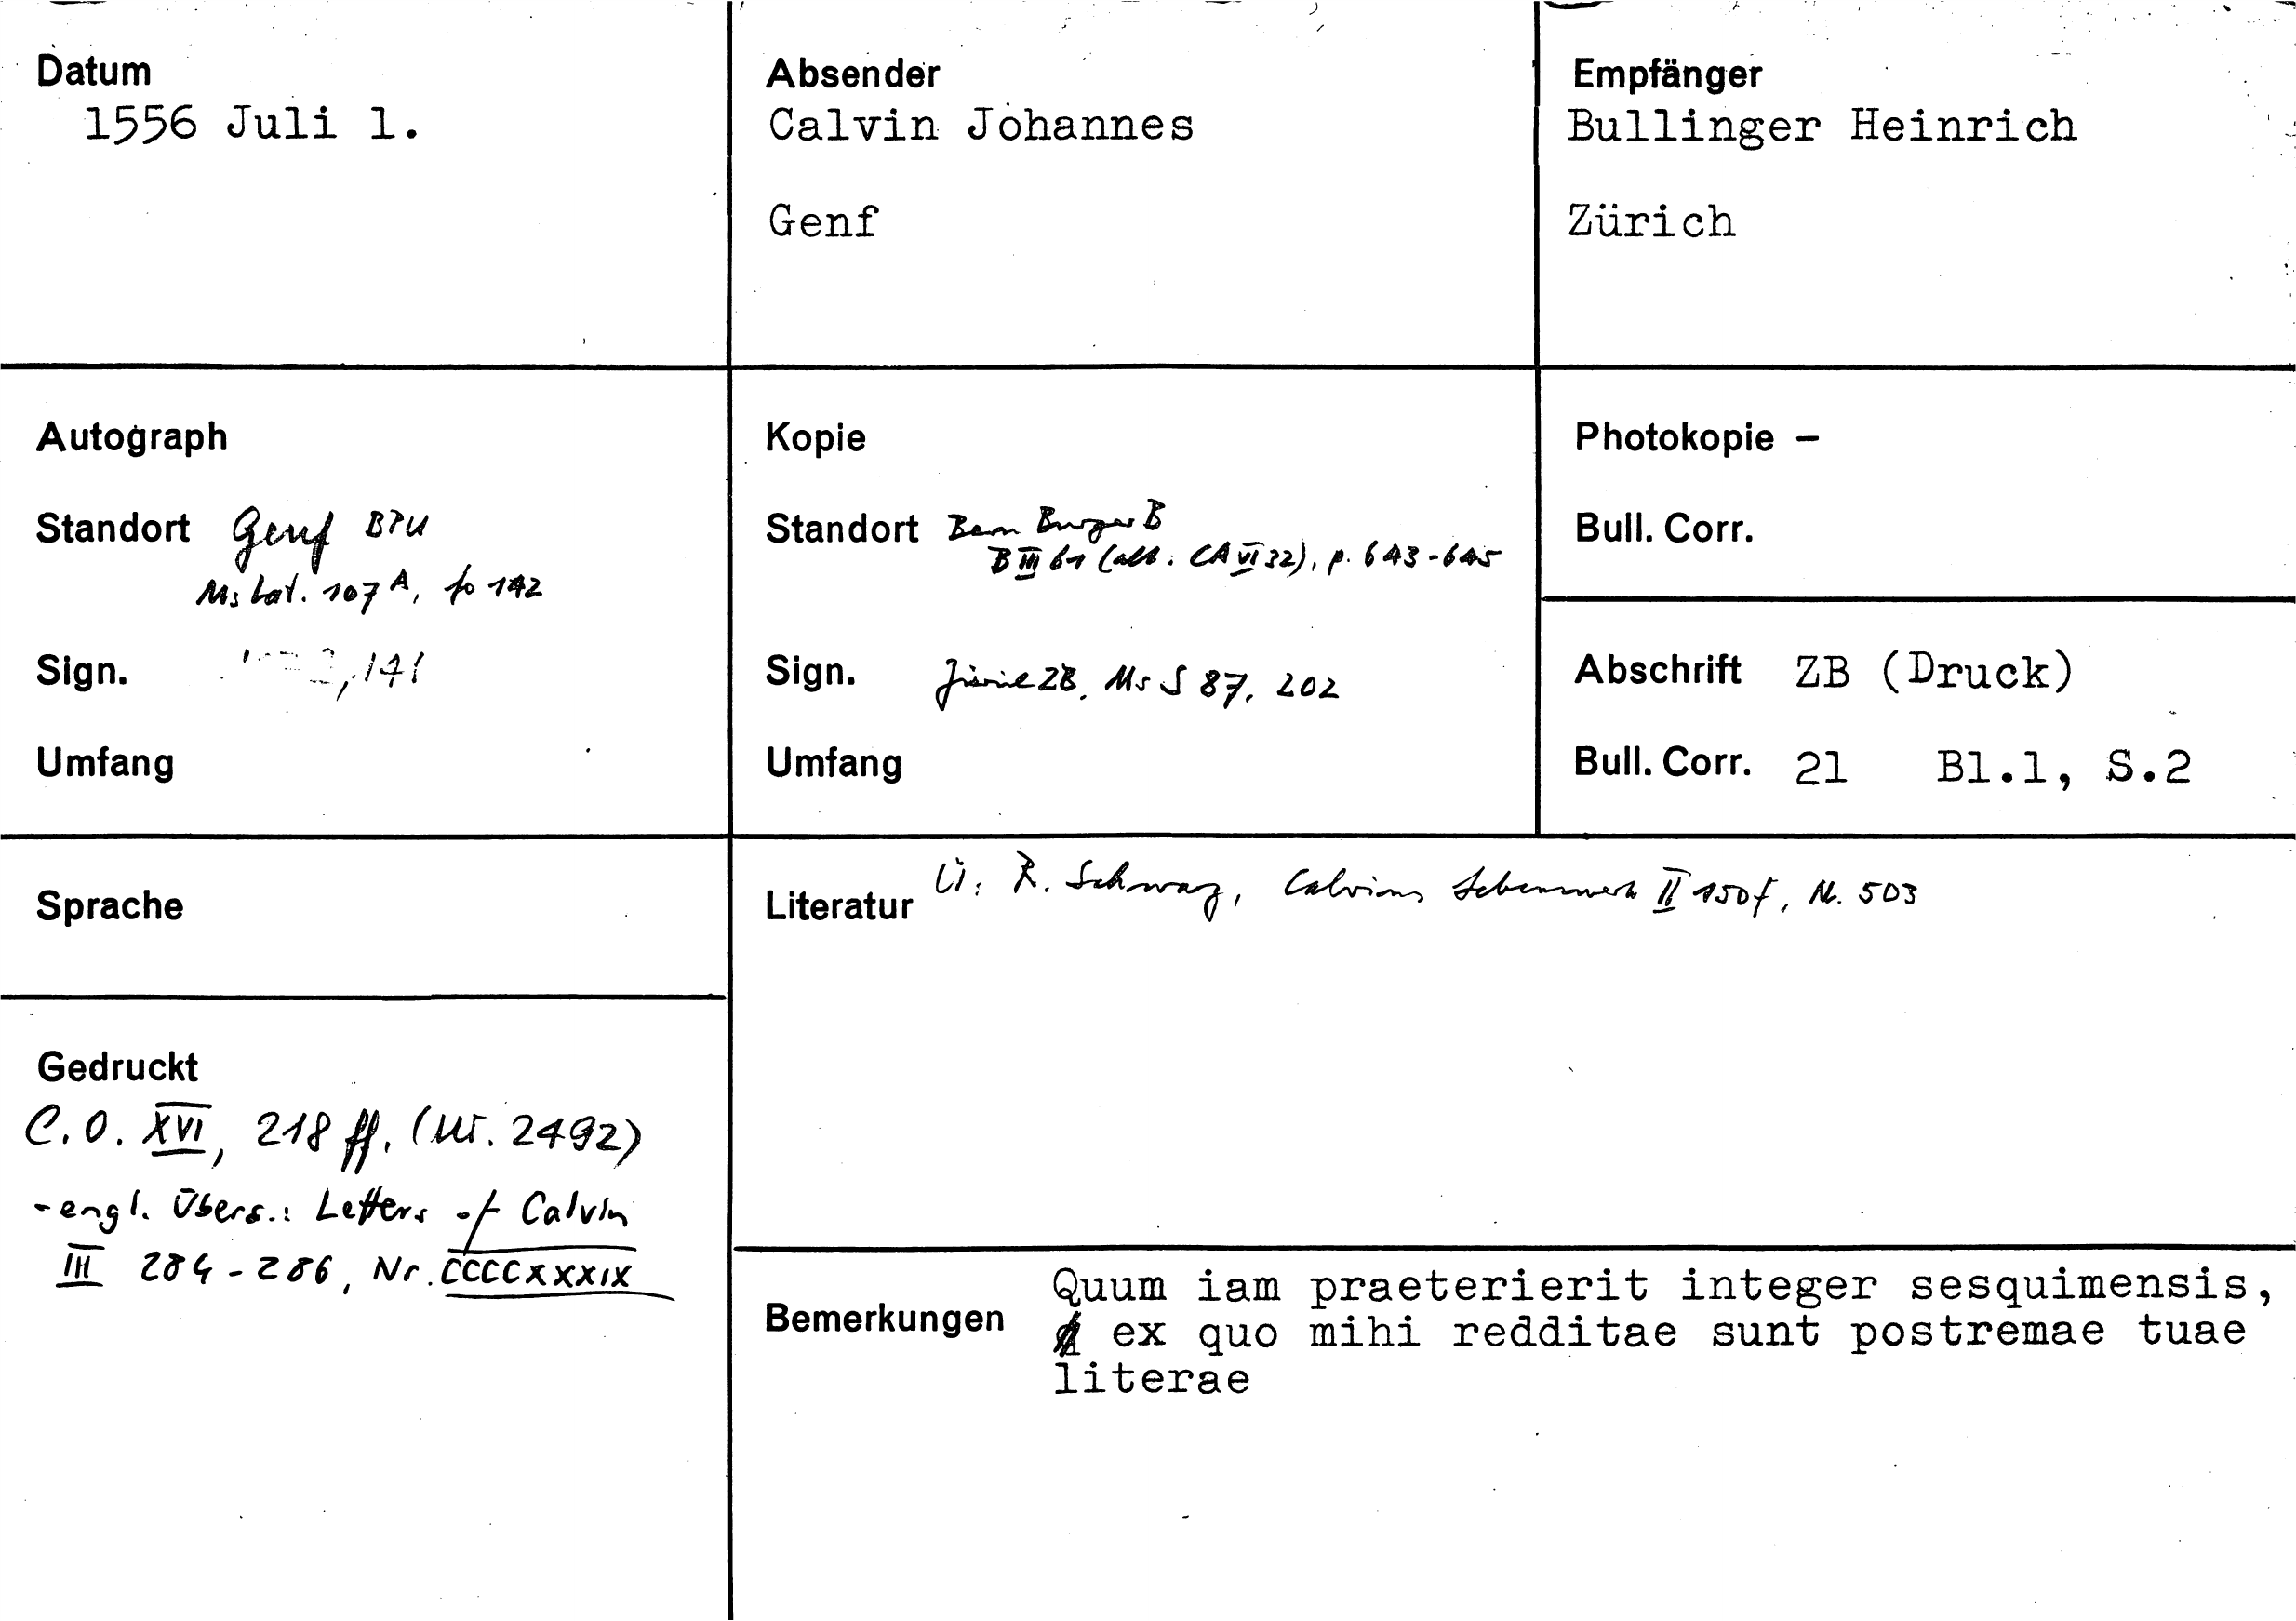 Datum
1556 Juli 1.
Absender
Calvin Johannes
Genf
Empfänger
Bullinger Heinrich
Zürich
Autograph
Standort Genf BPU
Ms lat. 107 A, fo 142
Sign. ,141
Umfang
Kopie
Standort Bern Burger B
B III 61 (alt: CA VI 32), p. 643-645
Sign. Zürich ZB, Ms S 87, 202
Umfang
Photokopie –
Bull. Corr.
Abschrift ZB (Druck)
Bull. Corr. 21 Bl.1, S.2
Sprache
Literatur Ü: R. Schwarz, Calvins Lebenswerk II 150f, Nr. 503
Gedruckt
C.O. XVI, 218 ff. (Nr. 2492)
- engl. Übers.: Letters of Calvin
III 284-286, Nr. CCCCXXXIX
Bemerkungen Quum iam praeterierit integer sesquimensis,
ex quo mihi redditae sunt postremae tuae
literae